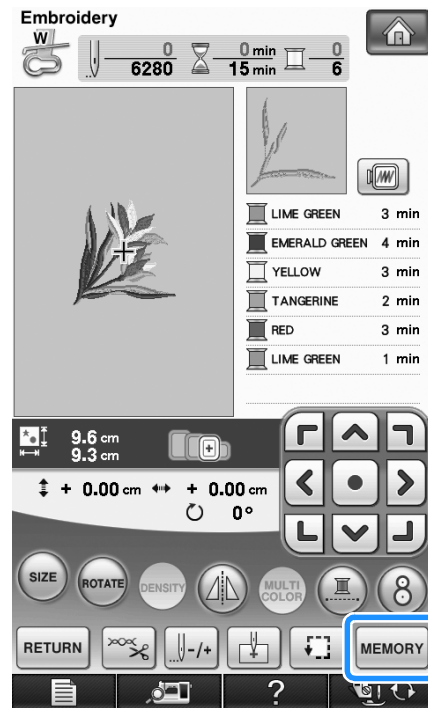 Embroidery
W
0 0 min 0
6280 15 min 6
LIME GREEN 3 min
EMERALD GREEN 4 min
YELLOW 3 min
TANGERINE 2 min
RED 3 min
LIME GREEN 1 min
9.6 cm
9.3 cm
+ 0.00 cm + 0.00 cm
0°
SIZE ROTATE DENSITY MULTI COLOR 8
RETURN -/+ MEMORY
?